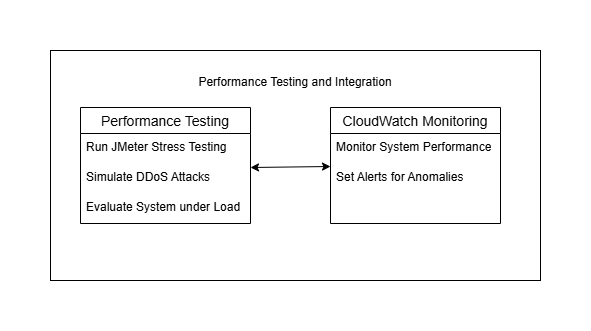 Performance Testing and Integration
Performance Testing
Run JMeter Stress Testing
Simulate DDoS Attacks
Evaluate System under Load
CloudWatch Monitoring
Monitor System Performance
Set Alerts for Anomalies